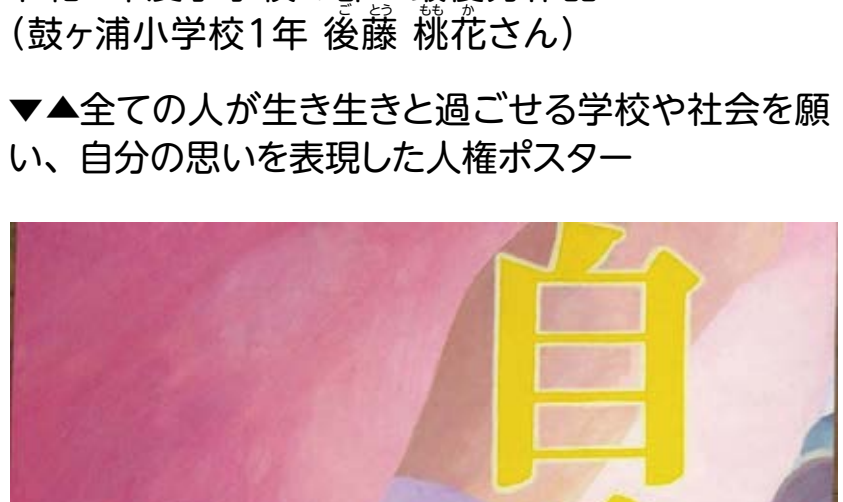 （鼓ヶ浦小学校1年 後藤 桃花さん）
▼▲全ての人が生き生きと過ごせる学校や社会を願
い、自分の思いを表現した人権ポスター
自